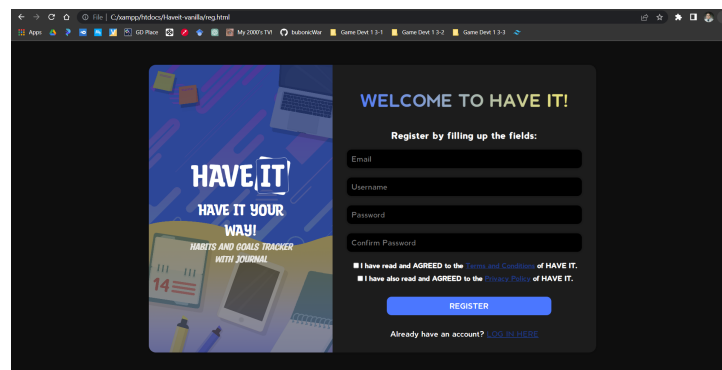 File | C:/xampp/htdocs/Haveit-vanilla/reg.html
Apps
GD Place
My 2000's TVI
bubonicWar
Game Devt 1 3-1
Game Devt 1 3-2
Game Devt 1 3-3
HAVE IT
HAVE IT YOUR
WAY!
HABITS AND GOALS TRACKER
WITH JOURNAL
14
WELCOME TO HAVE IT!
Register by filling up the fields:
Email
Username
Password
Confirm Password
I have read and AGREED to the Terms and Conditions of HAVE IT.
I have also read and AGREED to the Privacy Policy of HAVE IT.
REGISTER
Already have an account? LOG IN HERE